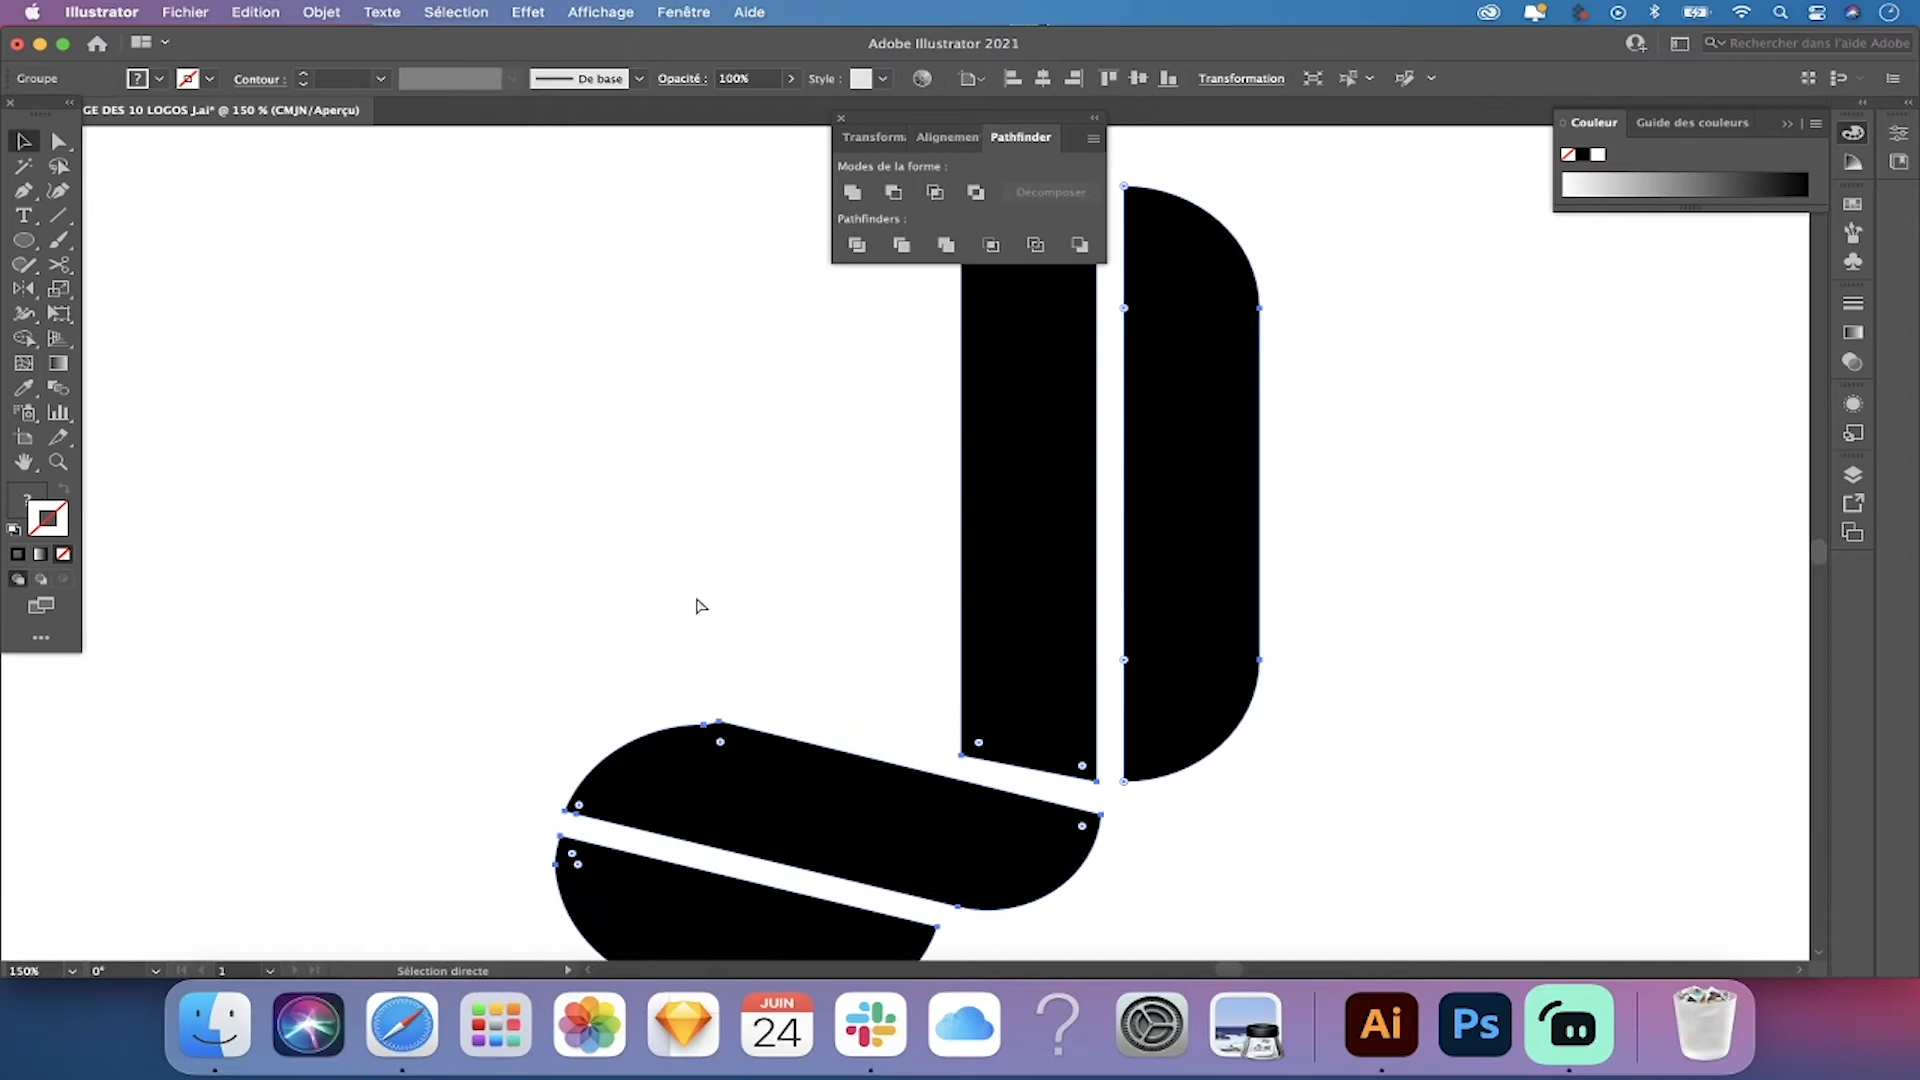 Illustrator Fichier Edition Objet Texte Sélection Effet Affichage Fenêtre Aide
Adobe Illustrator 2021
Rechercher dans l'aide Adobe
Groupe
?
Contour :
De base
Opacité : 100%
Style :
Transformation
GE DES 10 LOGOS J.ai* @ 150 % (CMJN/Aperçu)
Transforma Alignemen Pathfinder
Modes de la forme :
Décomposer
Pathfinders :
Couleur Guide des couleurs
T
?
150% 0° 1 Sélection directe
JUIN
24
?
Ai
Ps